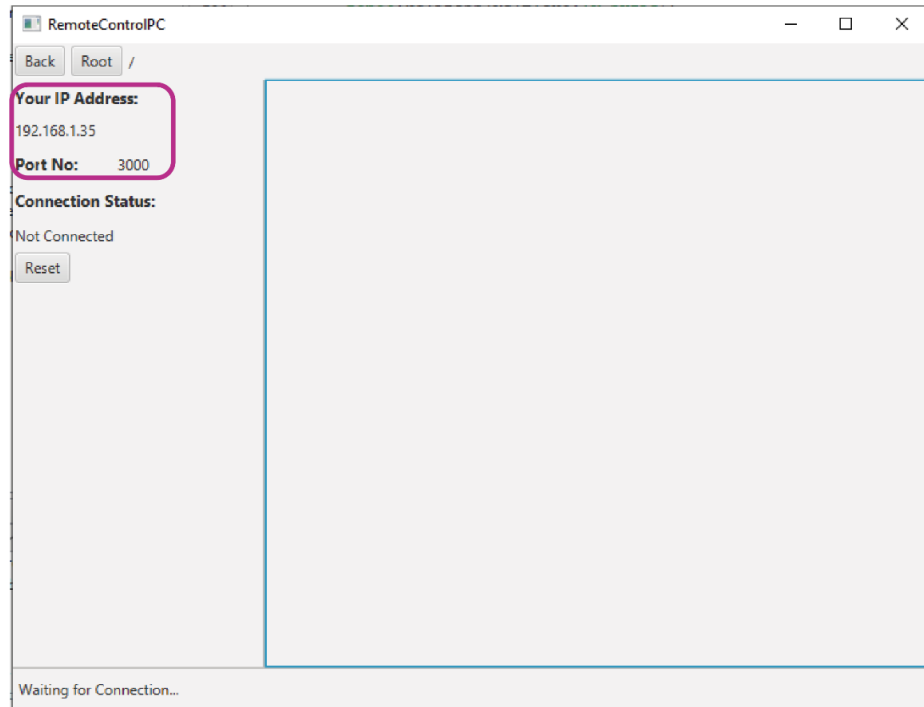 RemoteControlPC
Back Root /
Your IP Address:
192.168.1.35
Port No: 3000
Connection Status:
Not Connected
Reset
Waiting for Connection...